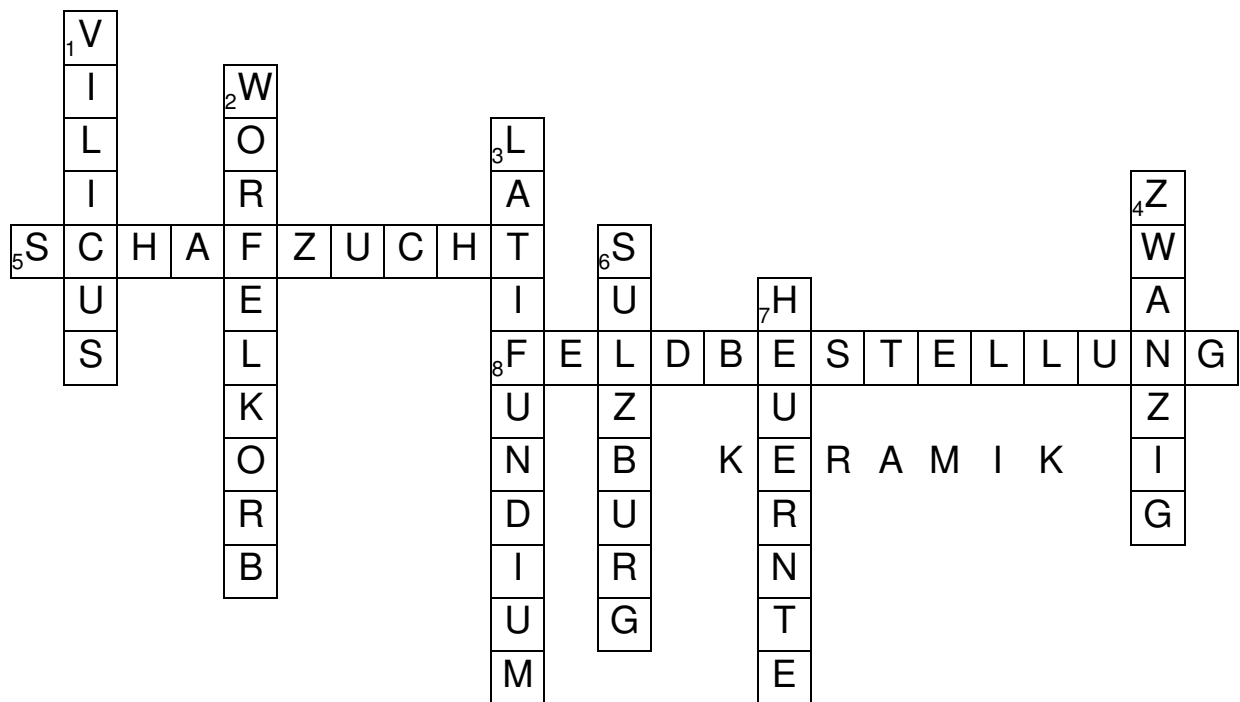 1 VILICUS
2 WORFELKORB
3 LATIFUNDIUM
4 ZWANZIG
5 SCHAFZUCHT
6 SULZBURG
7 HEUERNTE
8 FELDBESTELLUNG
KERAMIK